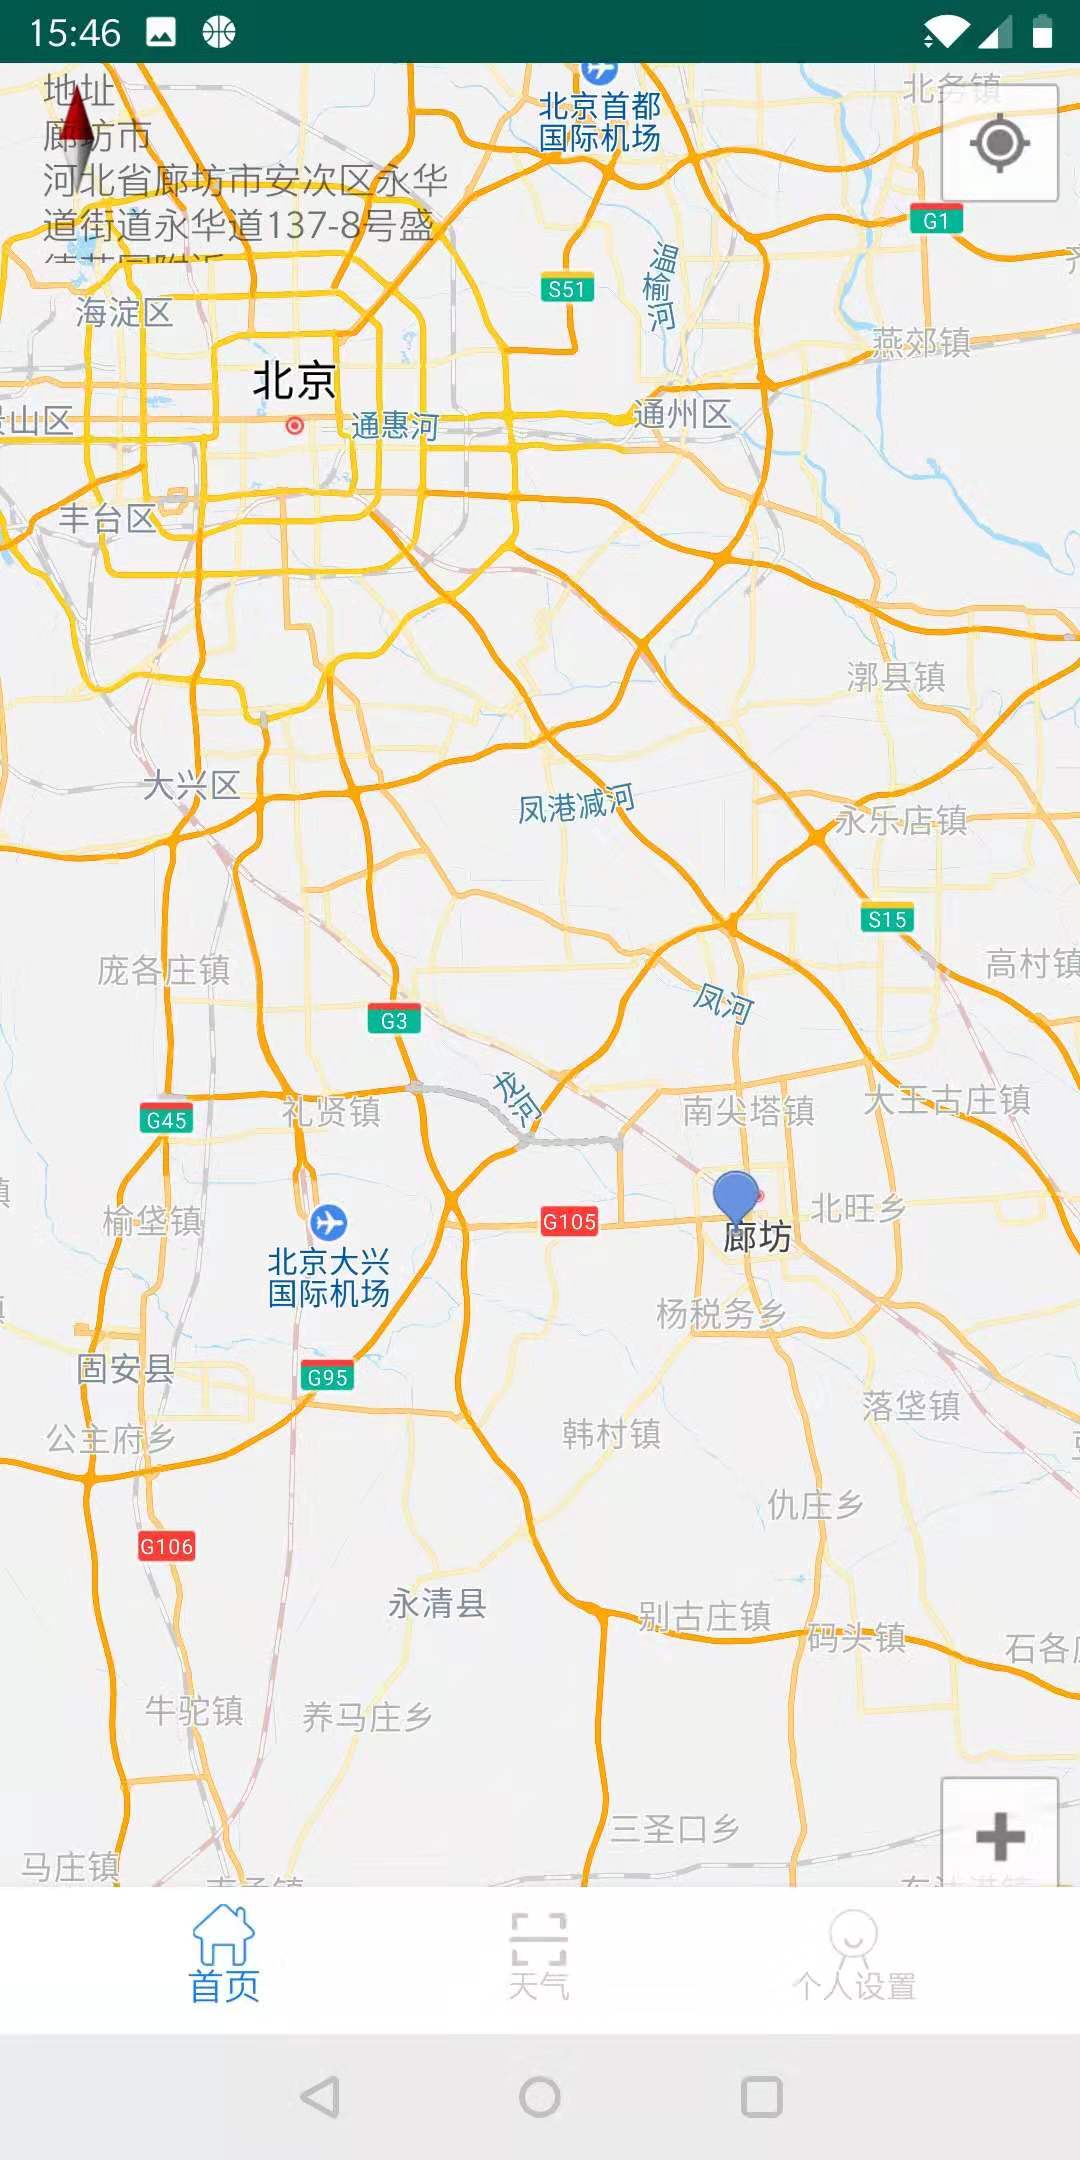 15:46
地址
廊坊市
河北省廊坊市安次区永华
道街道永华道137-8号盛
北京首都
国际机场
北务镇
G1
S51
温榆河
海淀区
燕郊镇
北京
山区
通惠河
通州区
丰台区
漷县镇
大兴区
凤港减河
永乐店镇
S15
庞各庄镇
高村镇
凤河
G3
龙河
G45
礼贤镇
南尖塔镇
大王古庄镇
榆垡镇
北京大兴
国际机场
G105
北旺乡
廊坊
杨税务乡
固安县
G95
落垡镇
公主府乡
韩村镇
仇庄乡
G106
永清县
别古庄镇
码头镇
石各
牛驼镇
养马庄乡
三圣口乡
马庄镇
首页
天气
个人设置